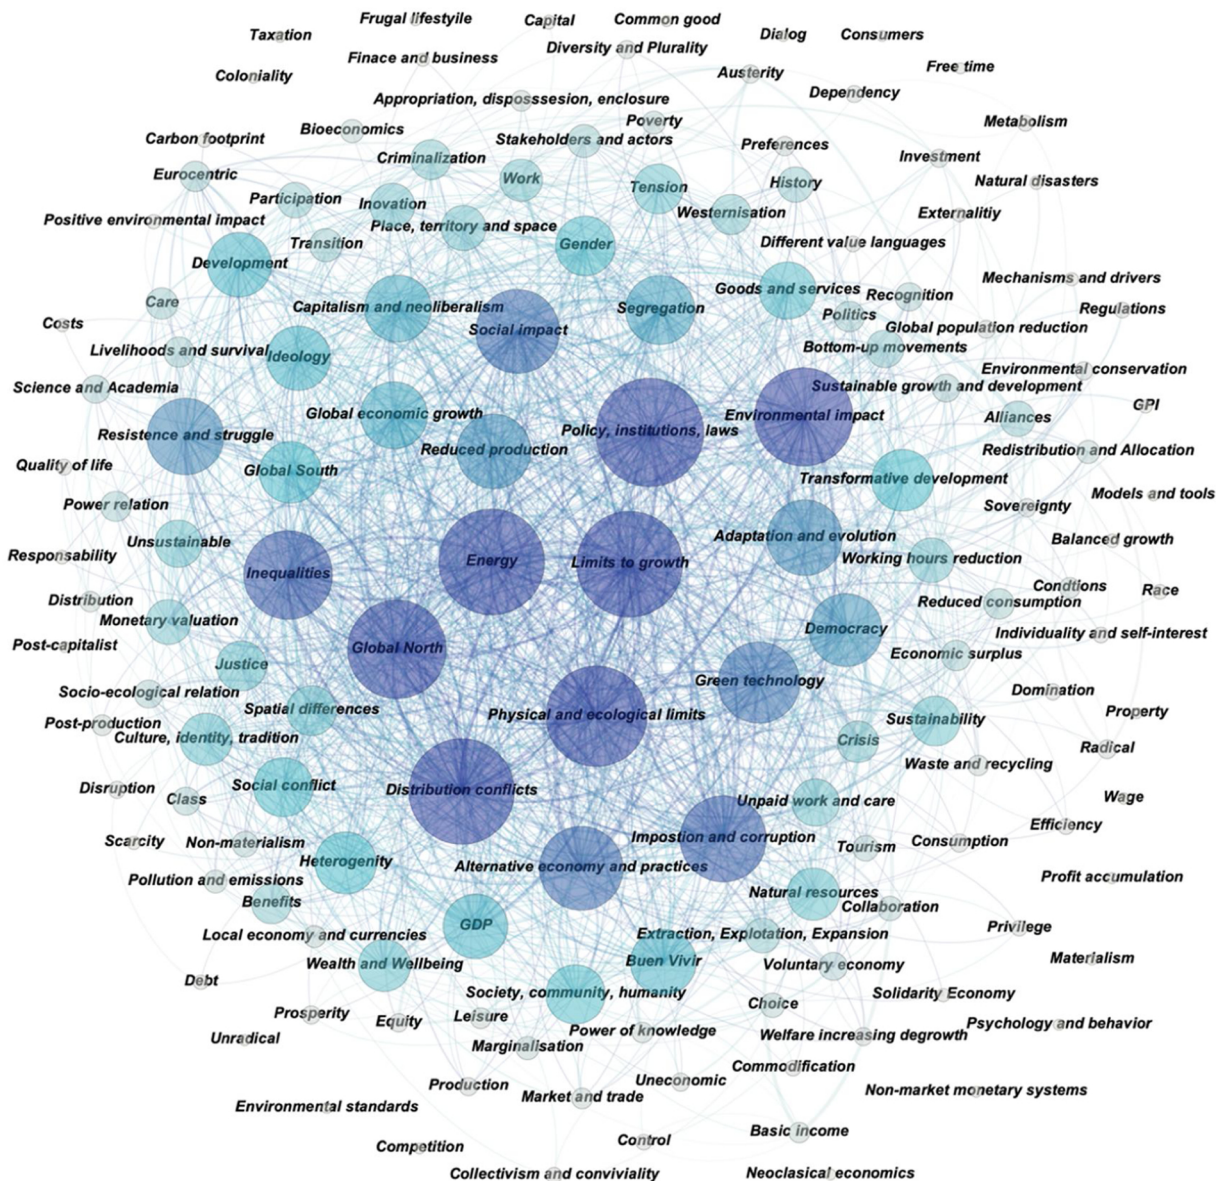 Frugal lifestyile
Capital
Common good
Taxation
Dialog
Consumers
Diversity and Plurality
Finace and business
Free time
Coloniality
Austerity
Dependency
Appropriation, disposssesion, enclosure
Poverty
Metabolism
Bioeconomics
Carbon footprint
Stakeholders and actors
Preferences
Criminalization
Investment
Eurocentric
Work
Tension
History
Natural disasters
Participation
Inovation
Westernisation
Externalitiy
Positive environmental impact
Place, territory and space
Transition
Gender
Different value languages
Development
Mechanisms and drivers
Goods and services
Recognition
Care
Capitalism and neoliberalism
Segregation
Regulations
Politics
Costs
Social impact
Global population reduction
Livelihoods and survival
Ideology
Bottom-up movements
Environmental conservation
Science and Academia
Sustainable growth and development
GPI
Global economic growth
Environmental impact
Alliances
Resistence and struggle
Policy, institutions, laws
Reduced production
Redistribution and Allocation
Quality of life
Global South
Transformative development
Models and tools
Power relation
Sovereignty
Unsustainable
Adaptation and evolution
Balanced growth
Responsability
Energy
Limits to growth
Working hours reduction
Inequalities
Condtions
Race
Distribution
Reduced consumption
Monetary valuation
Democracy
Individuality and self-interest
Post-capitalist
Global North
Economic surplus
Justice
Green technology
Socio-ecological relation
Domination
Spatial differences
Physical and ecological limits
Property
Post-production
Sustainability
Culture, identity, tradition
Crisis
Radical
Waste and recycling
Disruption
Social conflict
Distribution conflicts
Class
Unpaid work and care
Wage
Efficiency
Scarcity
Non-materialism
Impostion and corruption
Tourism
Consumption
Heterogenity
Alternative economy and practices
Pollution and emissions
Profit accumulation
Benefits
Natural resources
Collaboration
GDP
Privilege
Local economy and currencies
Extraction, Explotation, Expansion
Materialism
Wealth and Wellbeing
Buen Vivir
Voluntary economy
Debt
Society, community, humanity
Solidarity Economy
Choice
Prosperity
Equity
Leisure
Psychology and behavior
Unradical
Power of knowledge
Welfare increasing degrowth
Marginalisation
Commodification
Production
Uneconomic
Non-market monetary systems
Market and trade
Environmental standards
Basic income
Competition
Control
Collectivism and conviviality
Neoclasical economics